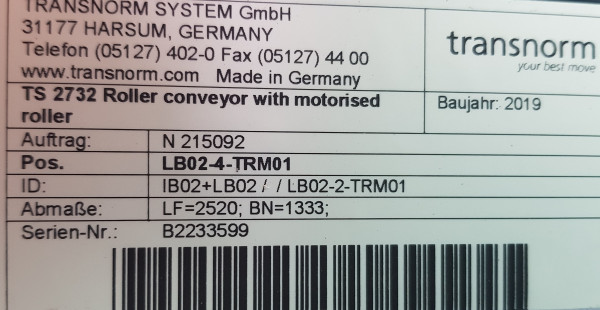 TRANSNORM SYSTEM GmbH
31177 HARSUM, GERMANY
Telefon (05127) 402-0 Fax (05127) 44 00
www.transnorm.com Made in Germany
transnorm
your best move
TS 2732 Roller conveyor with motorised
roller
Baujahr: 2019
Auftrag: N 215092
Pos. LB02-4-TRM01
ID: IB02+LB02 / / LB02-2-TRM01
Abmaße: LF=2520; BN=1333;
Serien-Nr.: B2233599